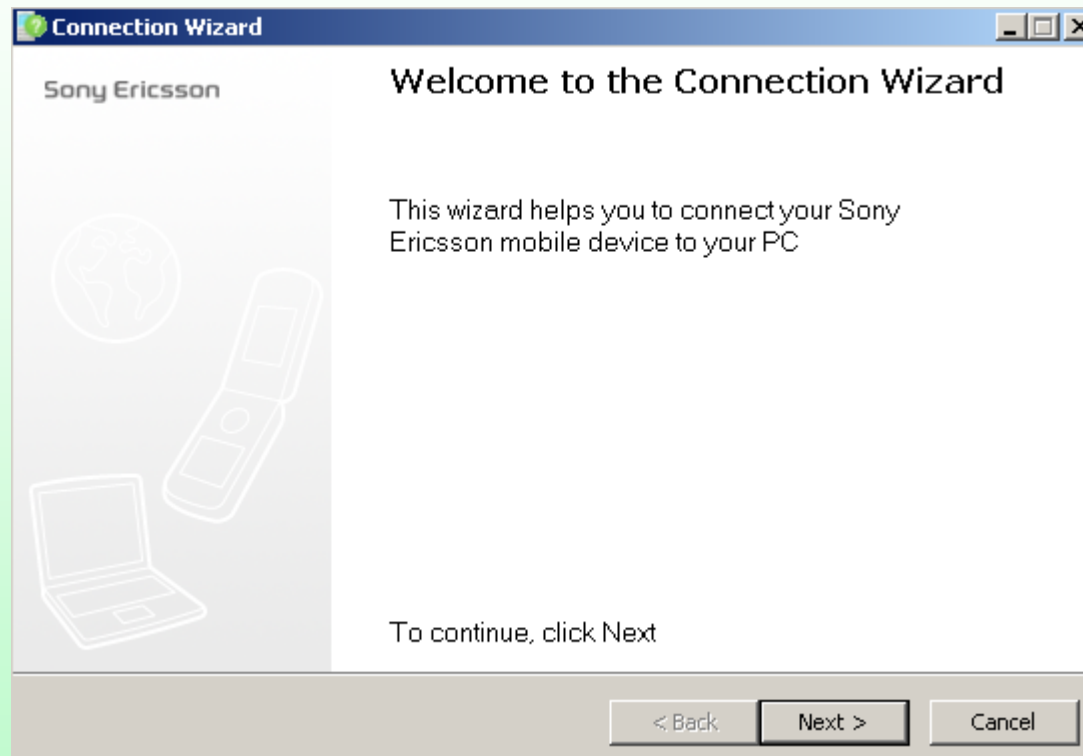 Connection Wizard
Sony Ericsson
Welcome to the Connection Wizard
This wizard helps you to connect your Sony
Ericsson mobile device to your PC
To continue, click Next
< Back
Next >
Cancel